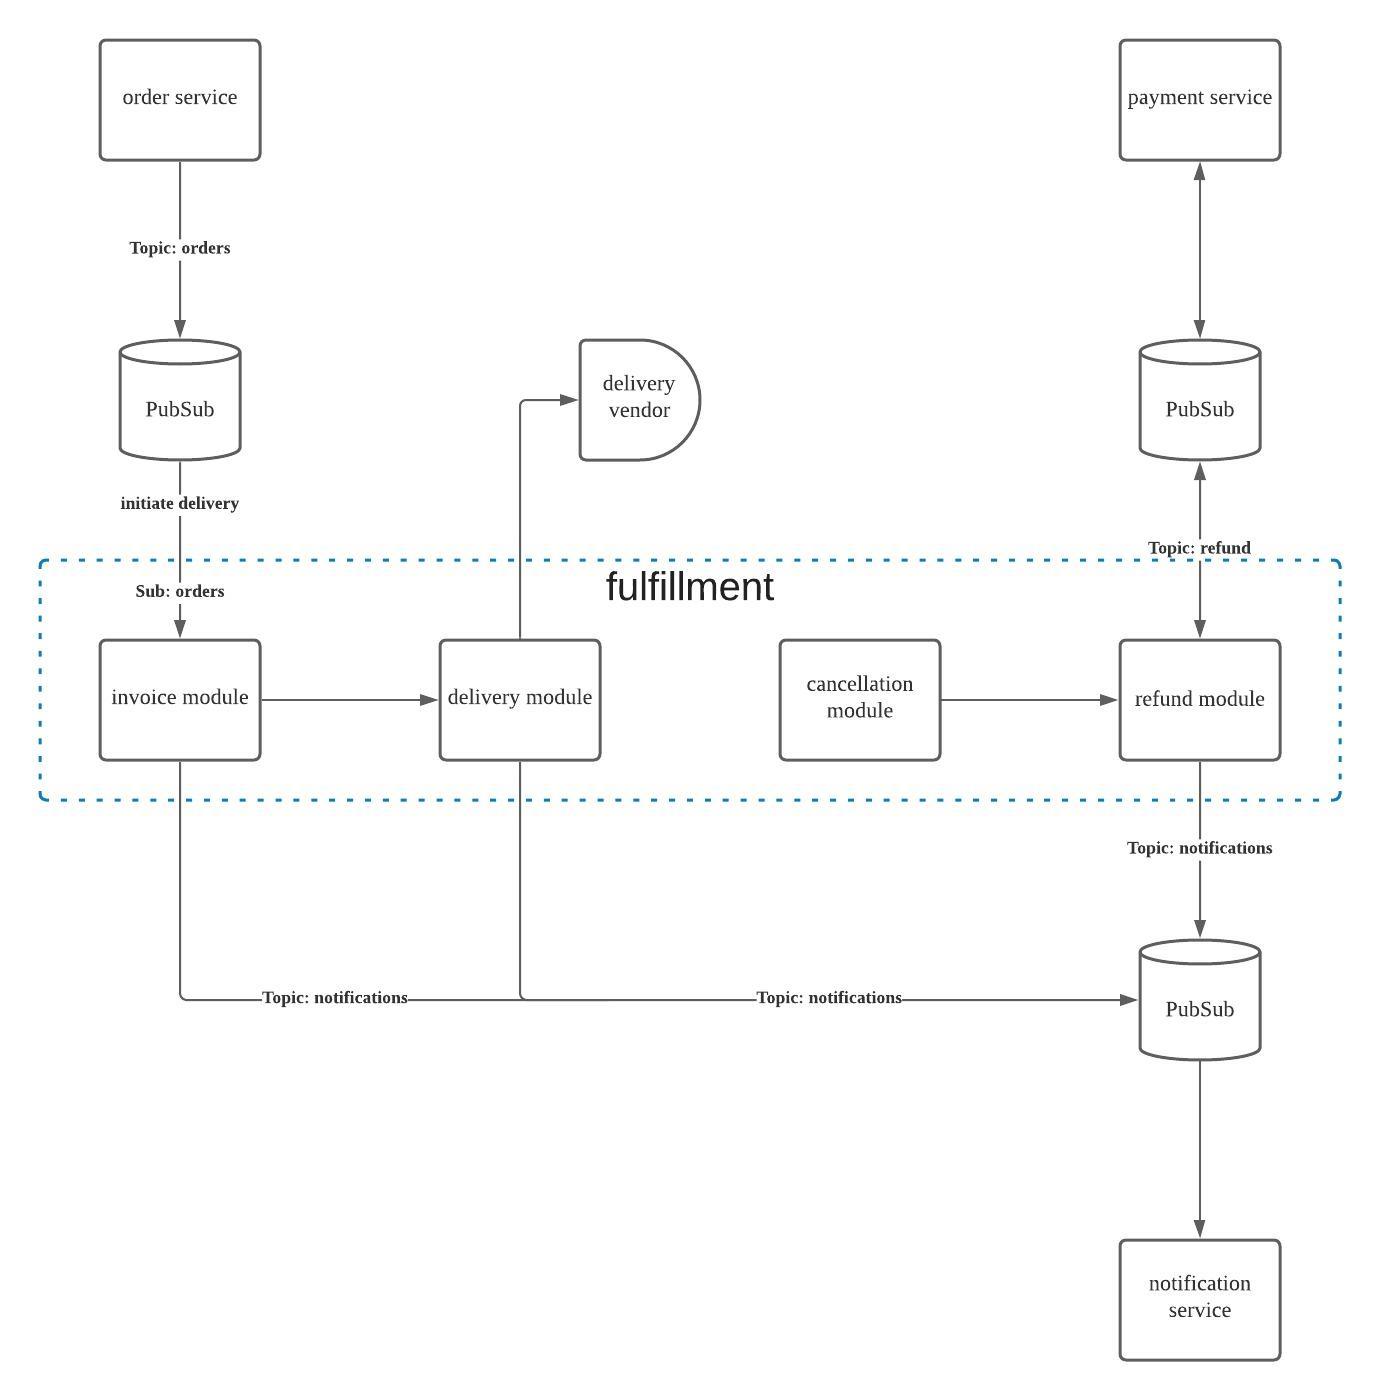 order service
payment service
Topic: orders
delivery
vendor
PubSub
PubSub
initiate delivery
Topic: refund
fulfillment
Sub: orders
invoice module
delivery module
cancellation
module
refund module
Topic: notifications
Topic: notifications
Topic: notifications
PubSub
notification
service